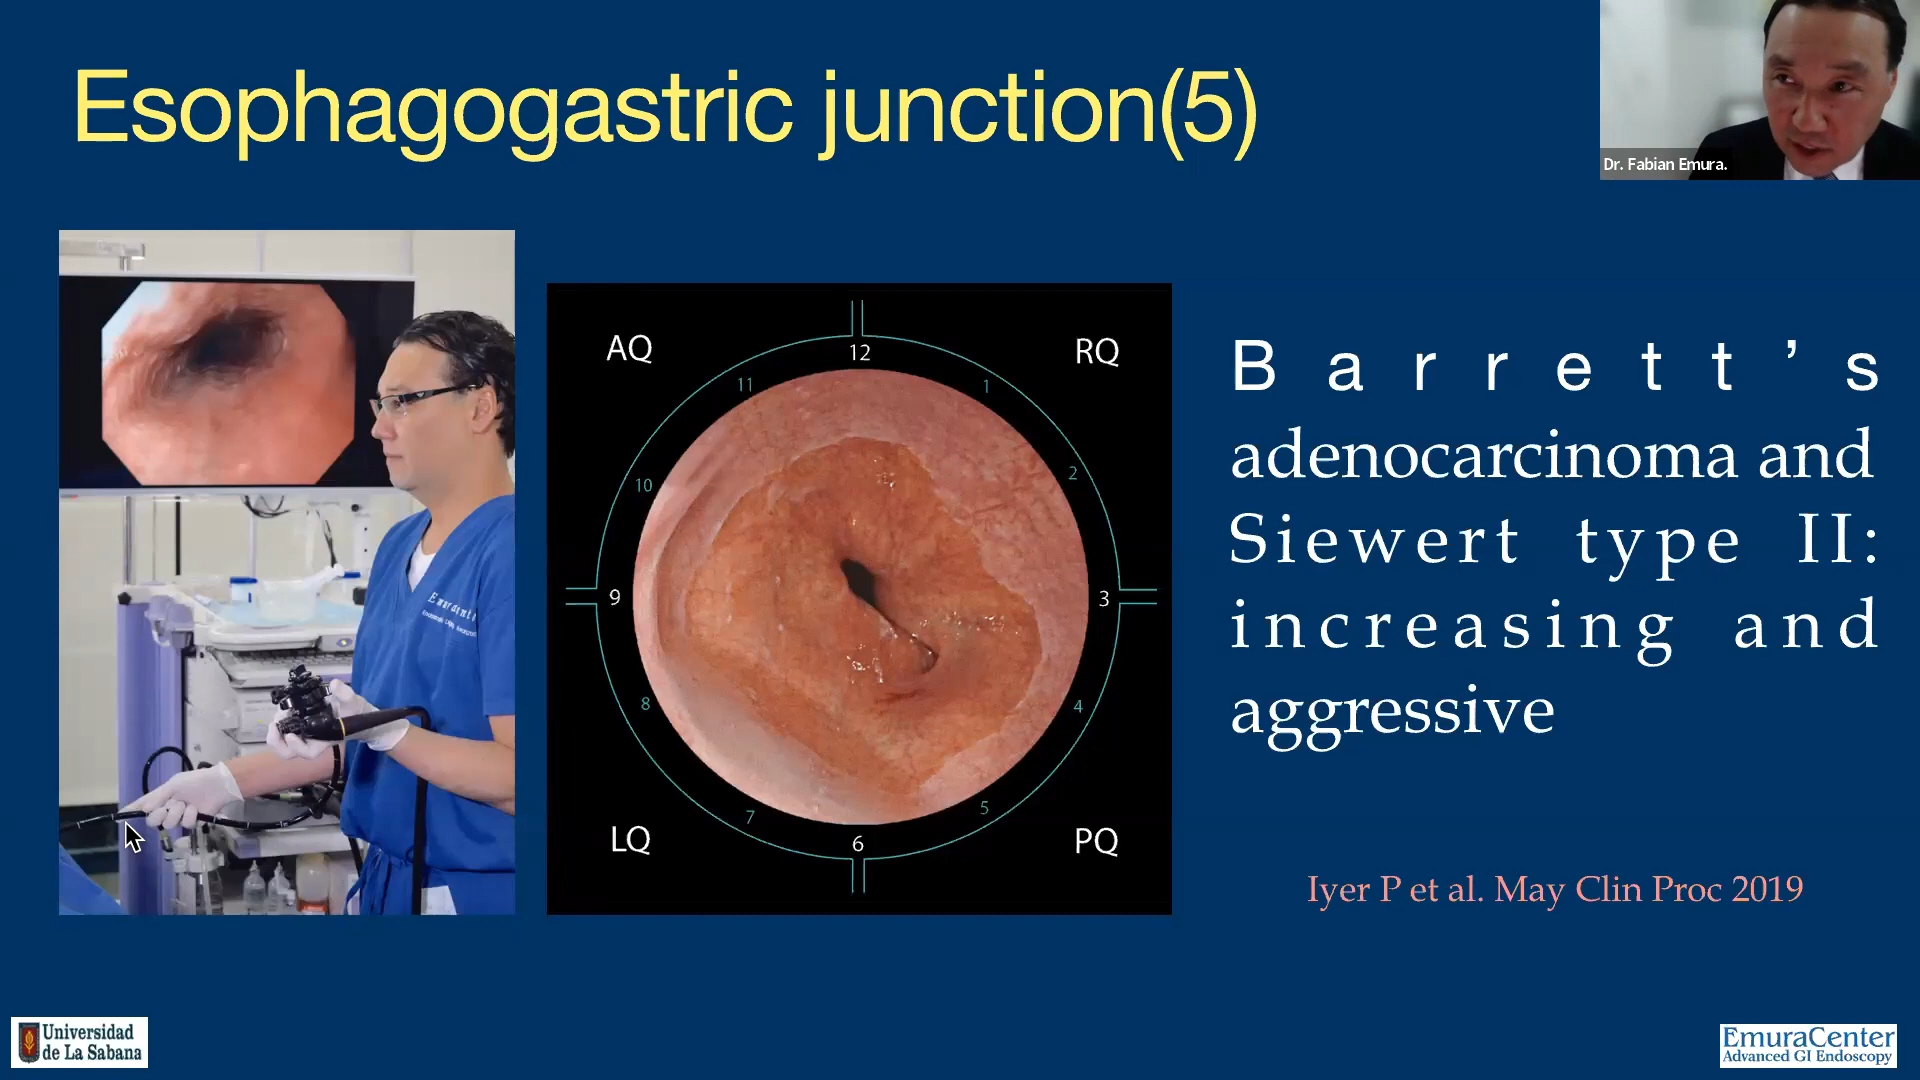 Esophagogastric junction(5)
Dr. Fabian Emura.
AQ
RQ
12
11
1
10
2
9
3
8
4
7
5
6
LQ
PQ
Barrett’s
adenocarcinoma and
Siewert type II:
increasing and
aggressive
Iyer P et al. May Clin Proc 2019
Universidad
de La Sabana
EmuraCenter
Advanced GI Endoscopy